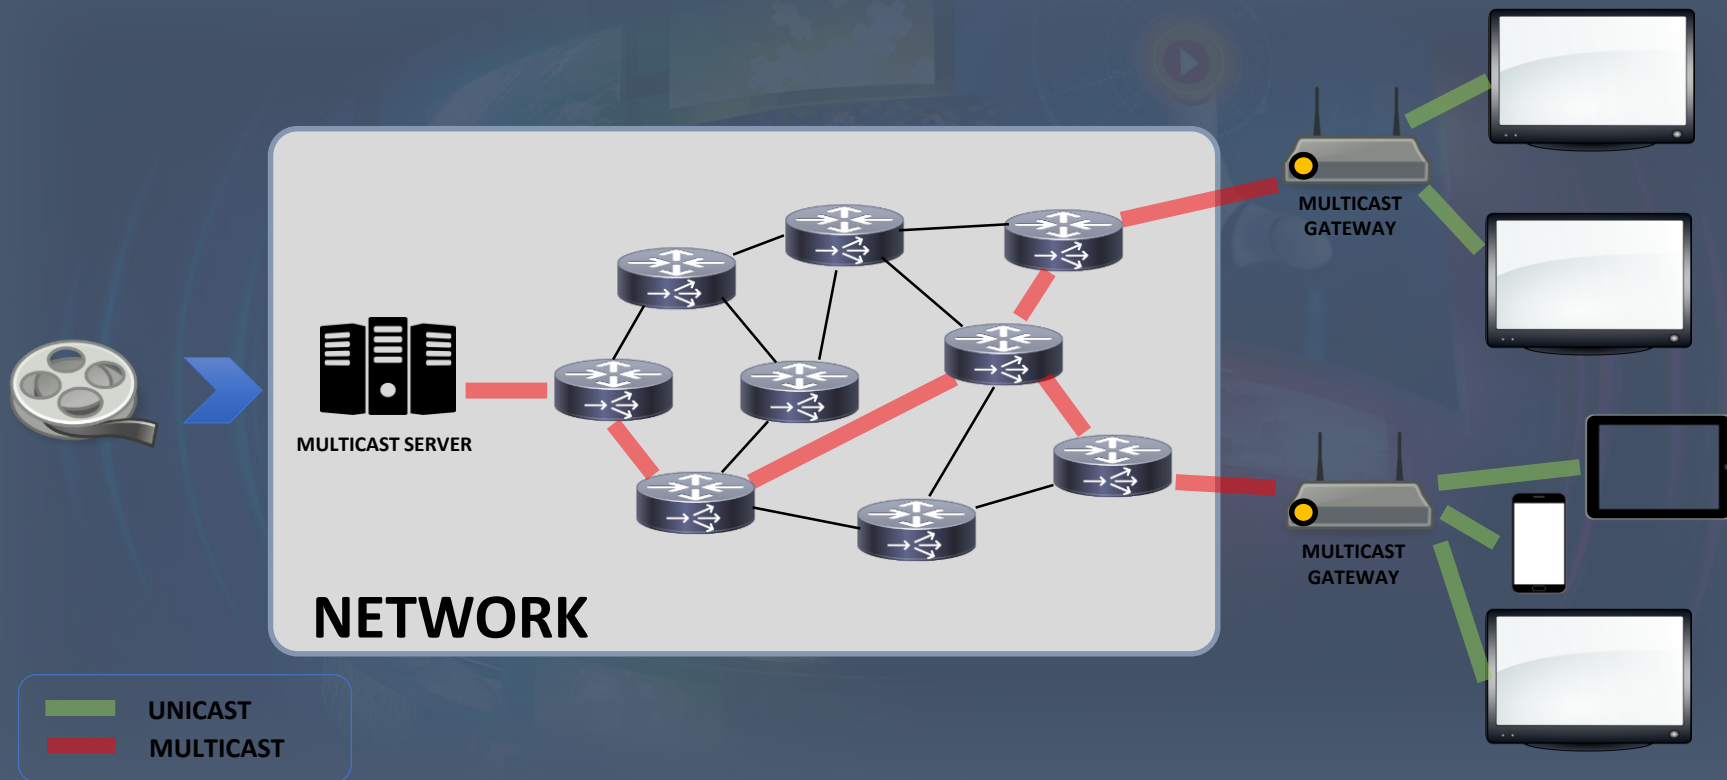 MULTICAST
GATEWAY
MULTICAST SERVER
MULTICAST
GATEWAY
NETWORK
UNICAST
MULTICAST